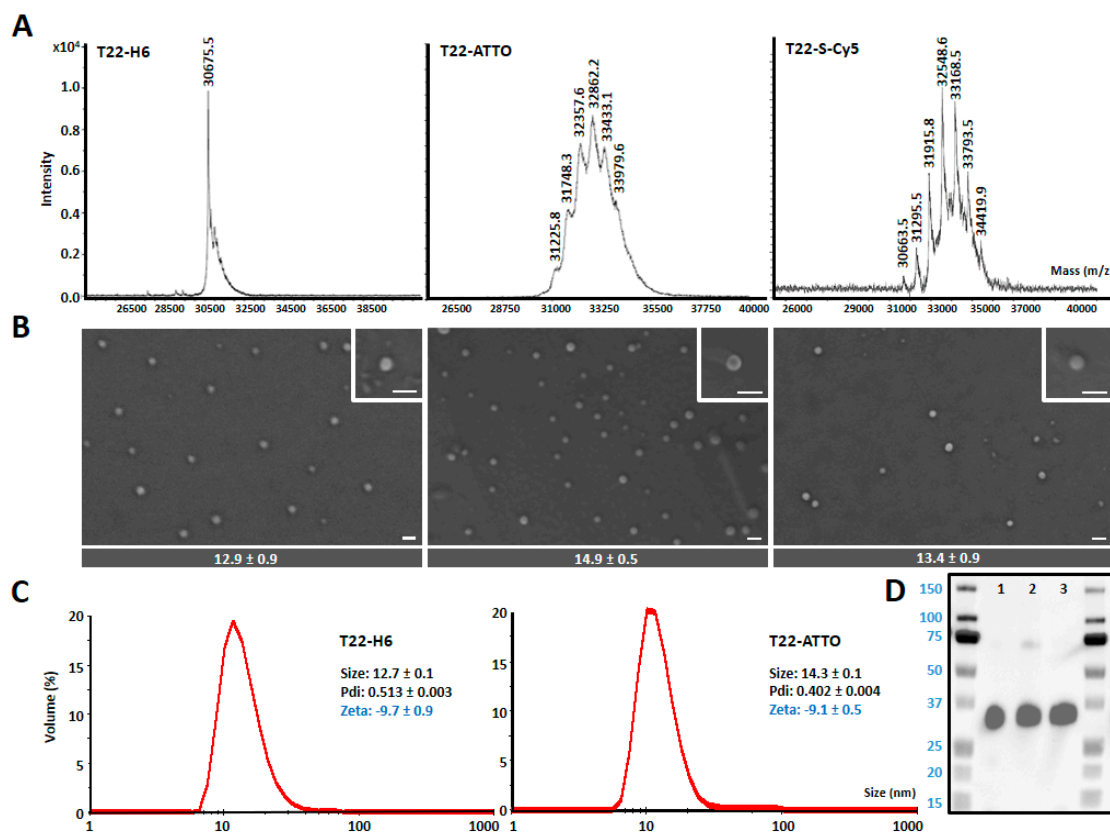 A
x10⁴
1.0
0.8
0.6
0.4
0.2
0.0
Intensity
T22-H6
30675.5
26500 28500 30500 32500 34500 36500 38500
T22-ATTO
31225.8
31748.3
32357.6
32862.2
33433.1
33979.6
26500 28750 31000 33250 35500 37750 40000
T22-S-Cy5
30663.5
31295.5
31915.8
32548.6
33168.5
33793.5
34419.9
Mass (m/z
26000 29000 31000 33000 35000 37000 40000
B
12.9 ± 0.9
14.9 ± 0.5
13.4 ± 0.9
C
20
15
10
5
0
Volume (%)
T22-H6
Size: 12.7 ± 0.1
Pdi: 0.513 ± 0.003
Zeta: -9.7 ± 0.9
1 10 100 1000
20
15
10
5
0
T22-ATTO
Size: 14.3 ± 0.1
Pdi: 0.402 ± 0.004
Zeta: -9.1 ± 0.5
Size (nm)
1 10 100 1000
D
1 2 3
150
100
75
50
37
25
20
15